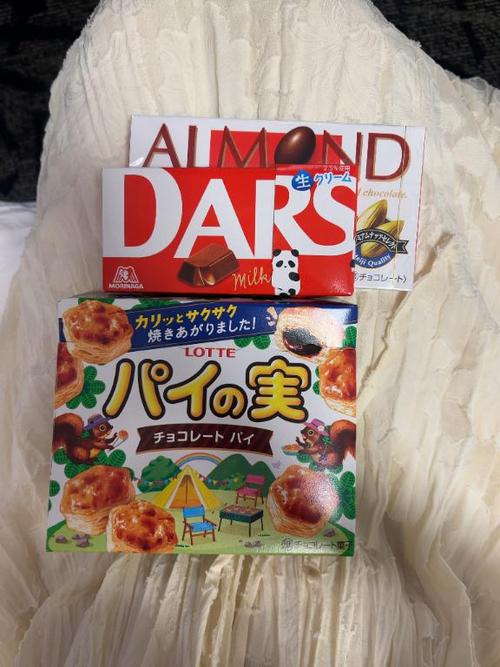 ALMOND
chocolate.
Meiji Quality
チョコレート)
生クリーム
DARS
Milk
MORINAGA
カリッとサクサク
焼きあがりました!
LOTTE
パイの実
チョコレート パイ
チョコレート菓子